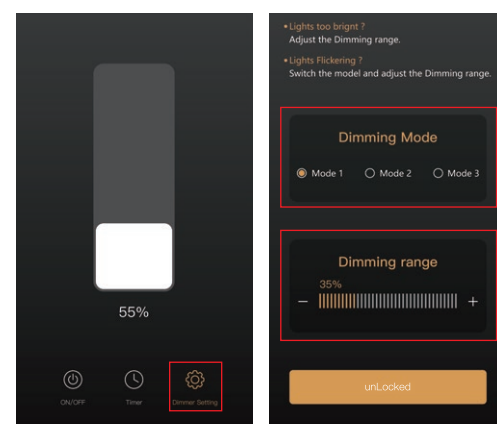 55%
ON/OFF
Timer
Dimmer Setting
•Lights too brignt ?
Adjust the Dimming range.
•Lights Flickering ?
Switch the model and adjust the Dimming range.
Dimming Mode
Mode 1
Mode 2
Mode 3
Dimming range
35%
unLocked